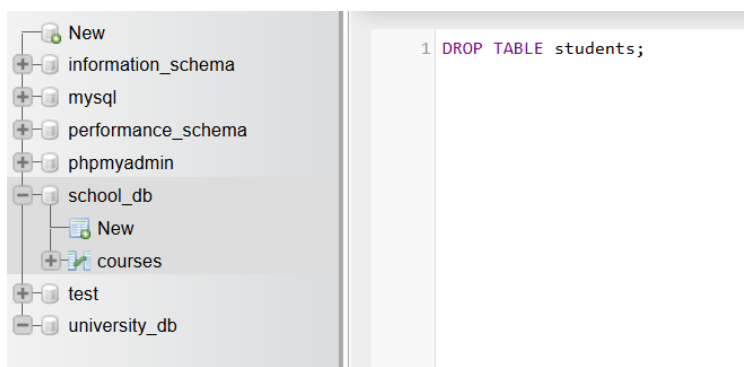 New
information_schema
mysql
performance_schema
phpmyadmin
school_db
New
courses
test
university_db
1 DROP TABLE students;